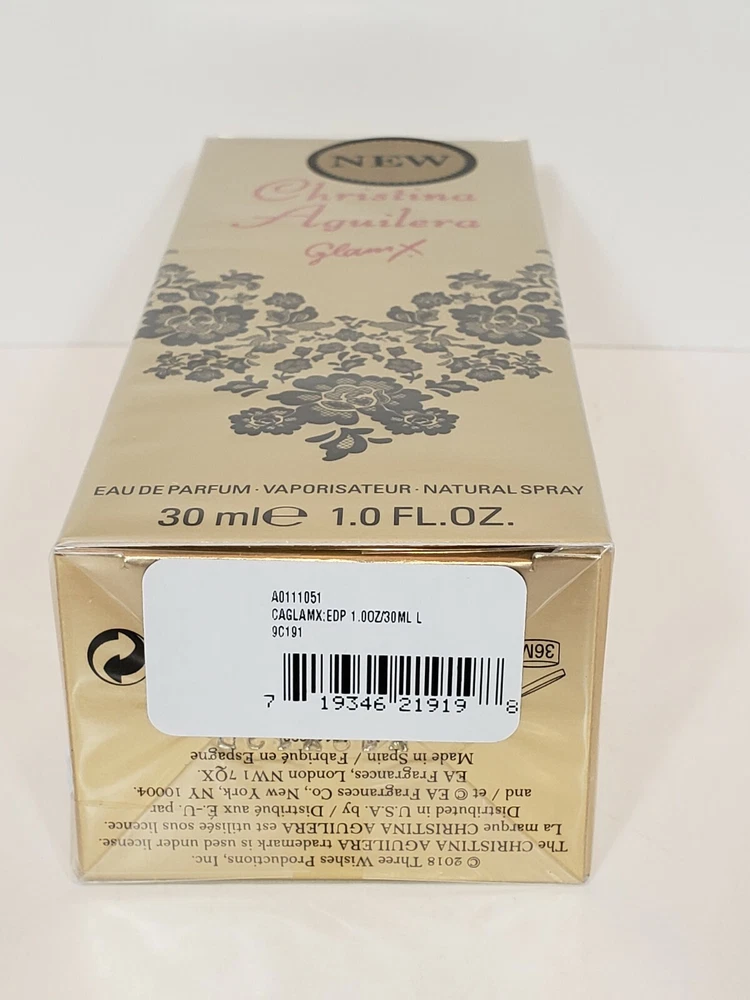 NEW
Christina
Aguilera
Glam X
EAU DE PARFUM · VAPORISATEUR · NATURAL SPRAY
30 ml℮ 1.0 FL.OZ.
A0111051
CAGLAMX;EDP 1.0OZ/30ML L
9C191
7 19346 21919 8
36M
© 2018 Three Wishes Productions, Inc.
The CHRISTINA AGUILERA trademark is used under license.
La marque CHRISTINA AGUILERA est utilisée sous licence.
Distributed in U.S.A. by / Distribué aux É.-U. par
and / et © EA Fragrances Co., New York, NY 10004.
EA Fragrances, London NW1 7QX.
Made in Spain / Fabriqué en Espagne